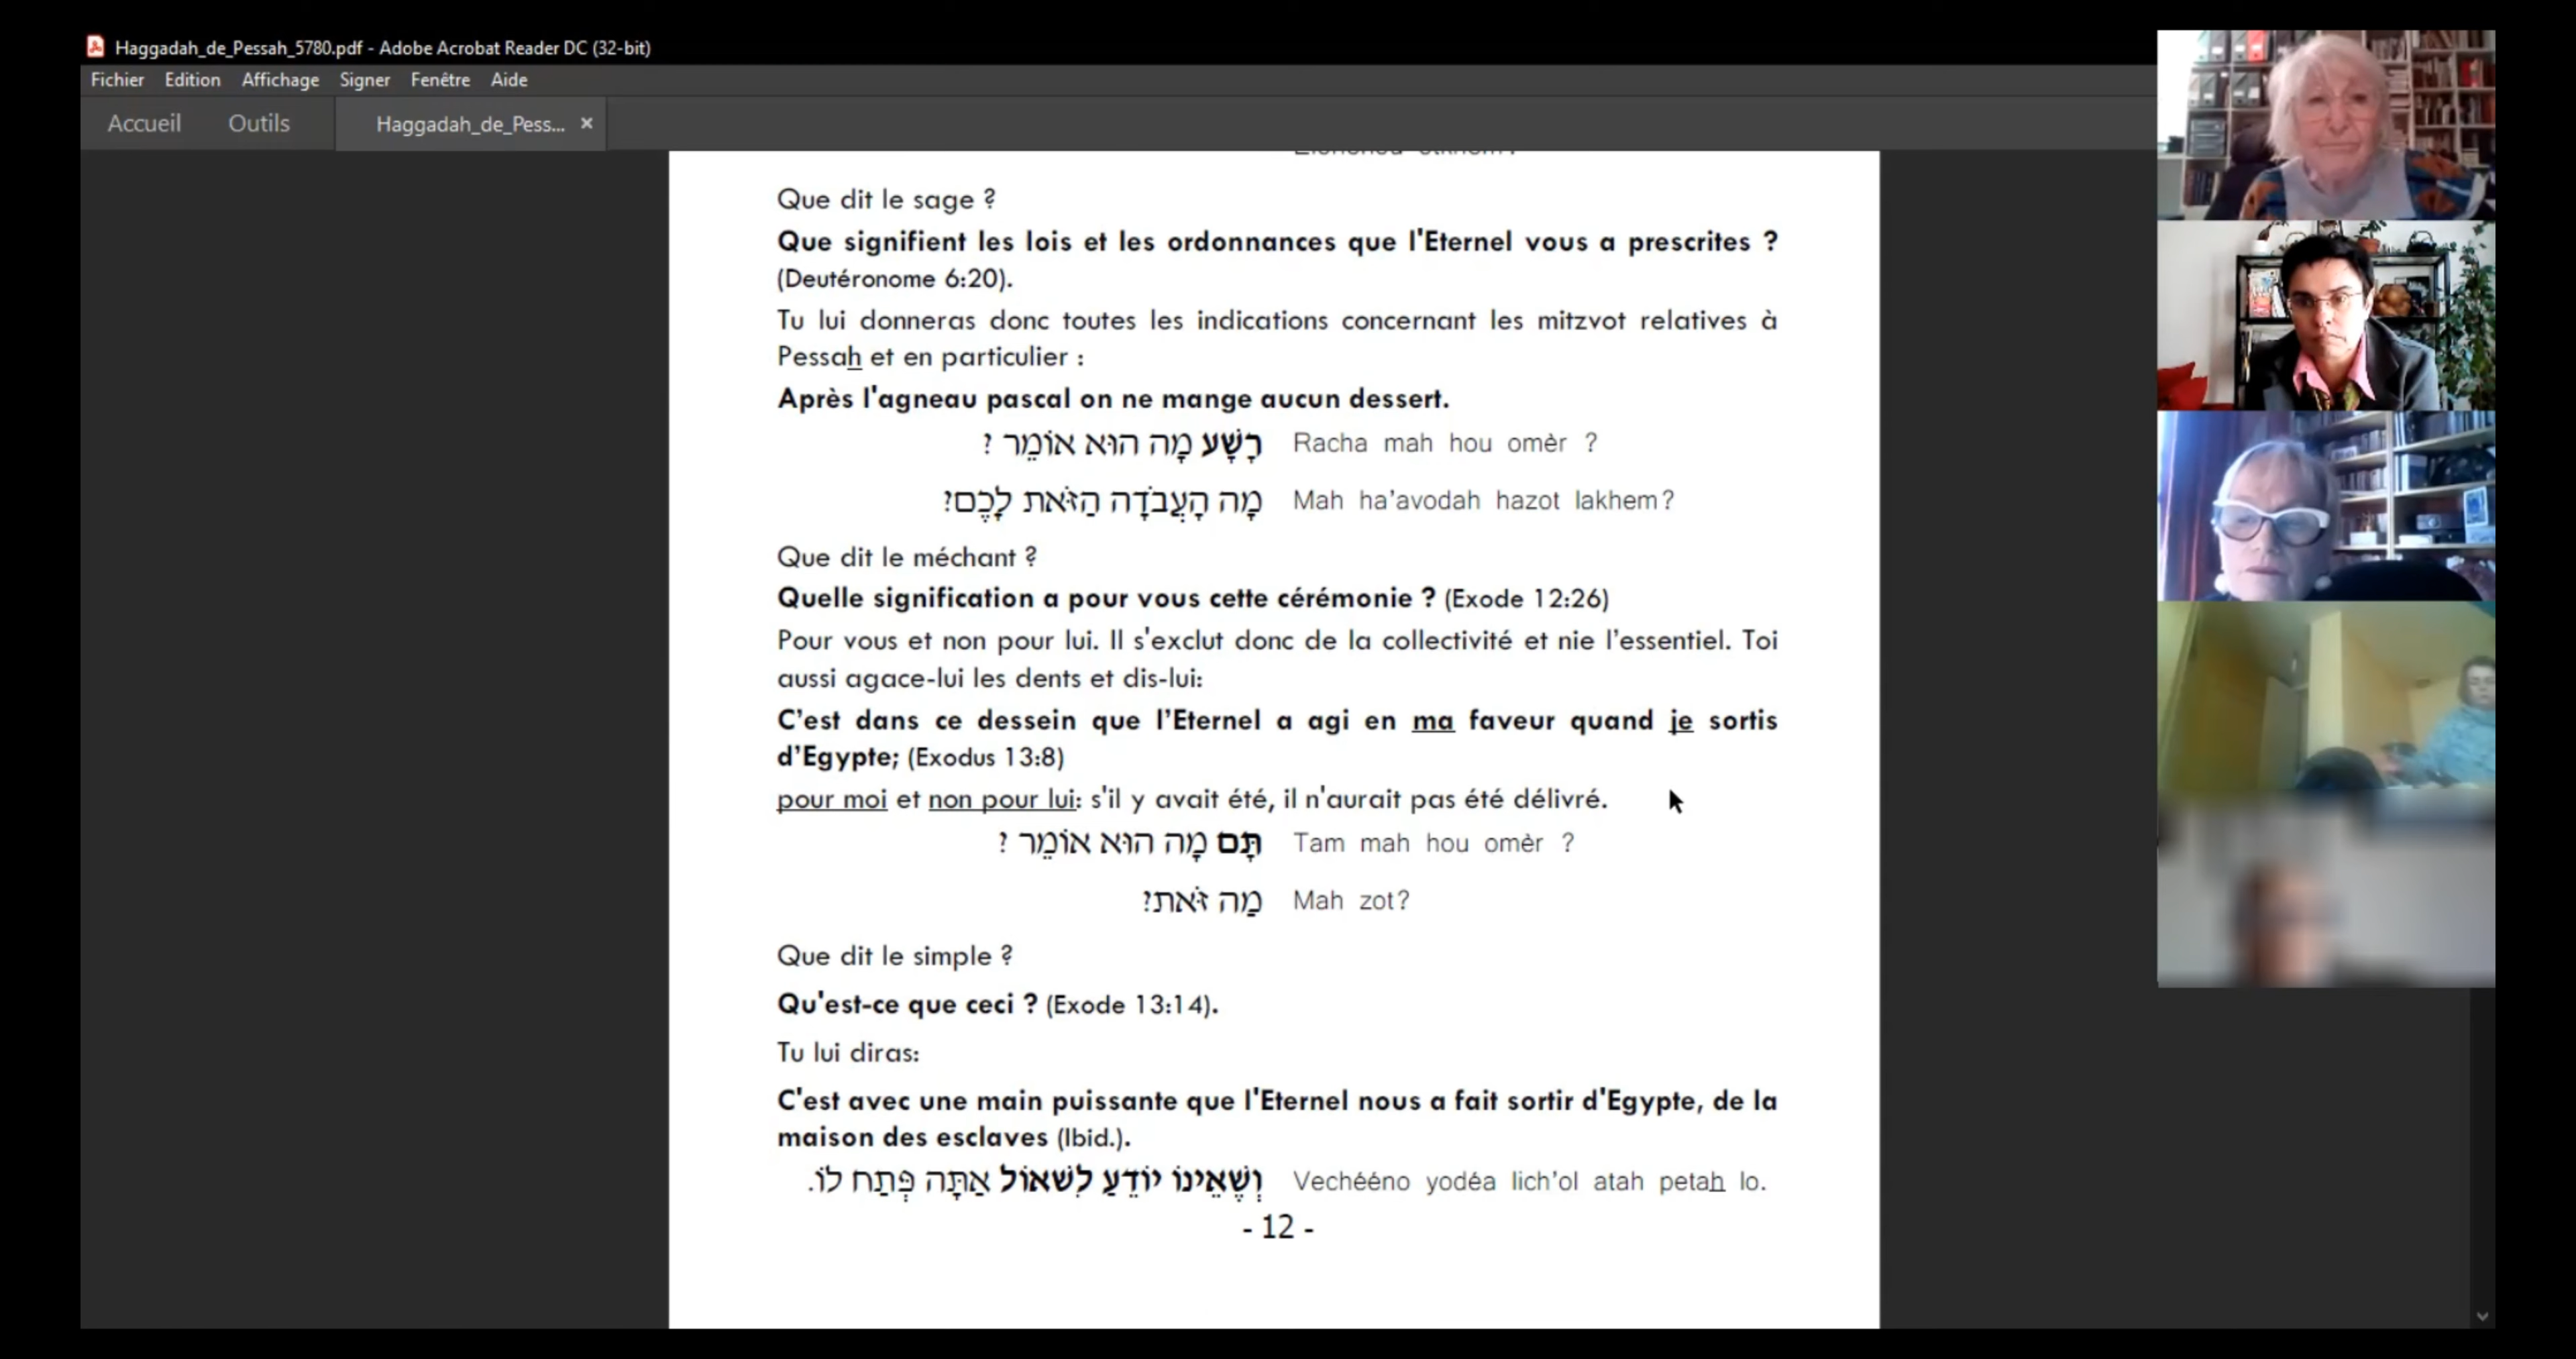 Haggadah_de_Pessah_5780.pdf - Adobe Acrobat Reader DC (32-bit)
Fichier Edition Affichage Signer Fenêtre Aide
Accueil Outils Haggadah_de_Pess... ×
Que dit le sage ?
Que signifient les lois et les ordonnances que l'Eternel vous a prescrites ?
(Deutéronome 6:20).
Tu lui donneras donc toutes les indications concernant les mitzvot relatives à
Pessah et en particulier :
Après l'agneau pascal on ne mange aucun dessert.
רָשָׁע מָה הוּא אוֹמֵר ? Racha mah hou omèr ?
מָה הָעֲבֹדָה הַזֹּאת לָכֶם? Mah ha'avodah hazot lakhem?
Que dit le méchant ?
Quelle signification a pour vous cette cérémonie ? (Exode 12:26)
Pour vous et non pour lui. Il s'exclut donc de la collectivité et nie l’essentiel. Toi
aussi agace-lui les dents et dis-lui:
C’est dans ce dessein que l’Eternel a agi en ma faveur quand je sortis
d’Egypte; (Exodus 13:8)
pour moi et non pour lui: s'il y avait été, il n'aurait pas été délivré.
תָּם מָה הוּא אוֹמֵר ? Tam mah hou omèr ?
מַה זֹּאת? Mah zot?
Que dit le simple ?
Qu'est-ce que ceci ? (Exode 13:14).
Tu lui diras:
C'est avec une main puissante que l'Eternel nous a fait sortir d'Egypte, de la
maison des esclaves (Ibid.).
וְשֶׁאֵינוֹ יוֹדֵעַ לִשְׁאוֹל אַתָּה פְּתַח לוֹ. Vechééno yodéa lich'ol atah petah lo.
- 12 -